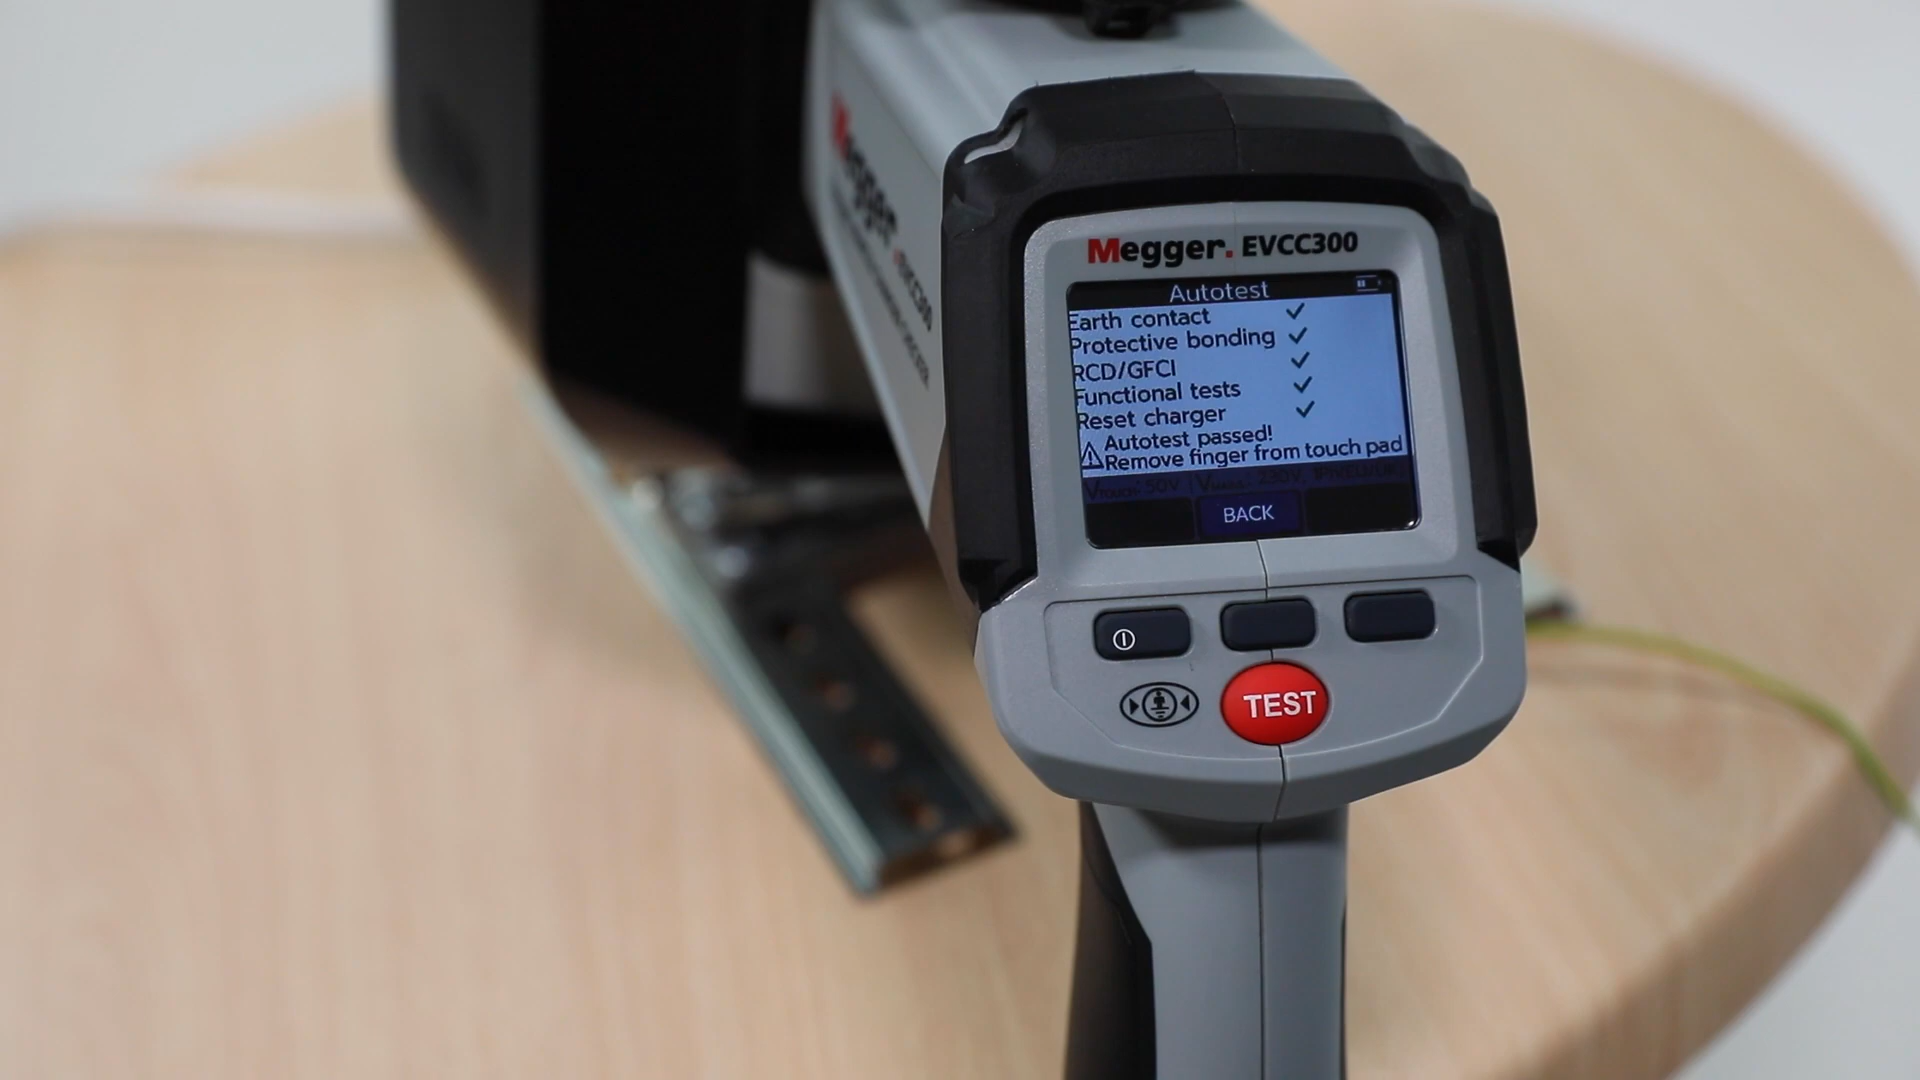 Megger. EVCC300
Autotest
Earth contact ✓
Protective bonding ✓
RCD/GFCI ✓
Functional tests ✓
Reset charger ✓
Autotest passed!
Remove finger from touch pad
BACK
TEST
Megger.